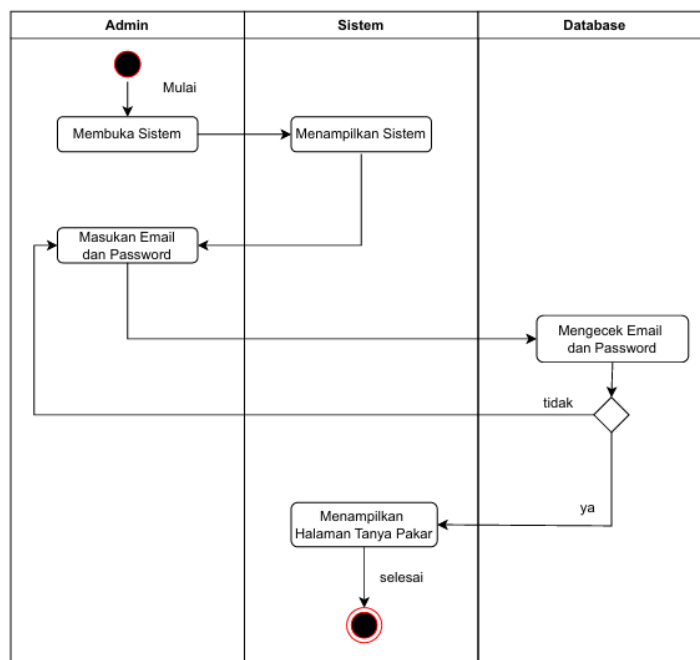 Admin
Sistem
Database
Mulai
Membuka Sistem
Menampilkan Sistem
Masukan Email
dan Password
Mengecek Email
dan Password
tidak
ya
Menampilkan
Halaman Tanya Pakar
selesai